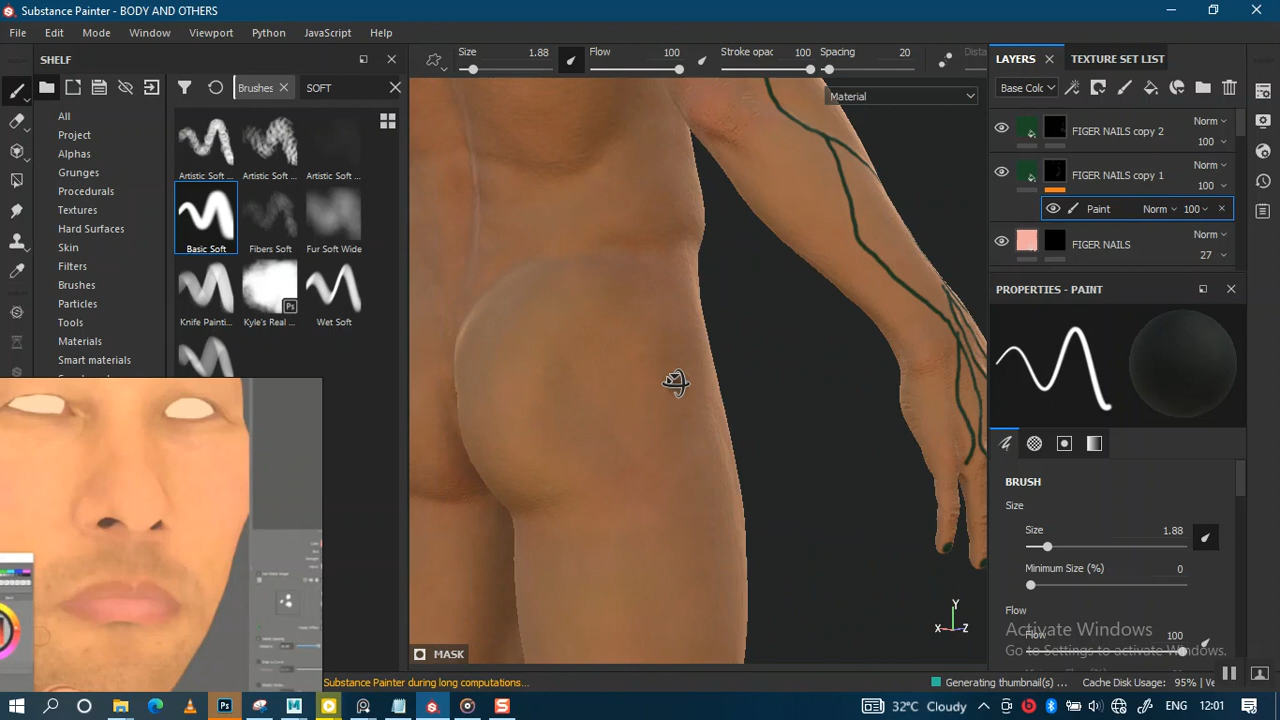 Substance Painter - BODY AND OTHERS
File Edit Mode Window Viewport Python JavaScript Help
SHELF
Brushes
SOFT
All
Project
Alphas
Grunges
Procedurals
Textures
Hard Surfaces
Skin
Filters
Brushes
Particles
Tools
Materials
Smart materials
Artistic Soft ...
Artistic Soft ...
Artistic Soft ...
Basic Soft
Fibers Soft
Fur Soft Wide
Knife Painti...
Kyle's Real ...
Ps
Wet Soft
Size 1.88
Flow 100
Stroke opac 100
Spacing 20
Dista
Material
MASK
Y
X Z
LAYERS
TEXTURE SET LIST
Base Colc
FIGER NAILS copy 2
Norm
100
FIGER NAILS copy 1
Norm
100
Paint Norm 100
FIGER NAILS
Norm
27
PROPERTIES - PAINT
BRUSH
Size
Size 1.88
Minimum Size (%) 0
Flow
Flow 100
Activate Windows
Go to Settings to activate Windows.
Substance Painter during long computations...
Generating thumbnail(s) ...
Cache Disk Usage: 95% | Ve
Ps
32°C Cloudy
ENG 12:01